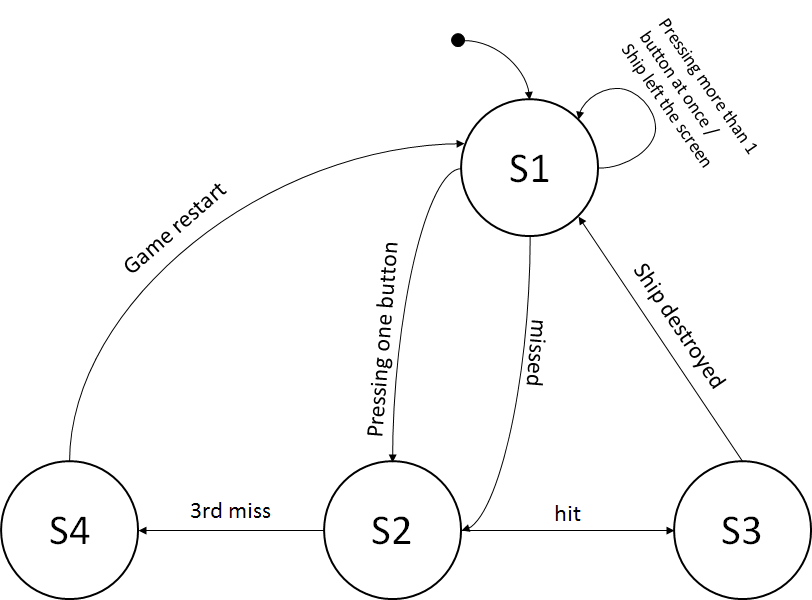 Pressing more than 1
button at once /
Ship left the screen
S1
Game restart
Pressing one button
missed
Ship destroyed
S4
3rd miss
S2
hit
S3